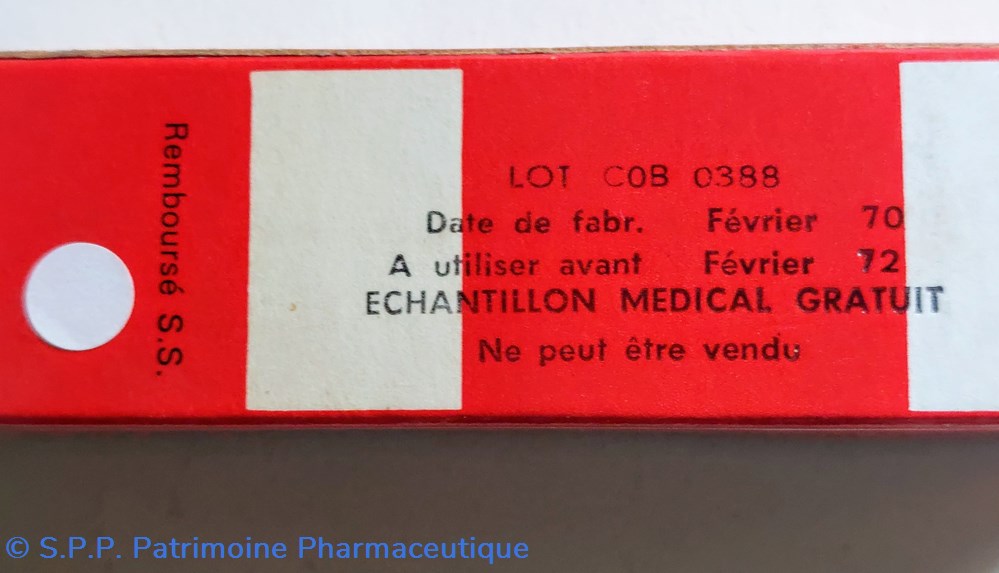 Remboursé S.S.
LOT COB 0388
Date de fabr. Février 70
A utiliser avant Février 72
ECHANTILLON MEDICAL GRATUIT
Ne peut être vendu
© S.P.P. Patrimoine Pharmaceutique